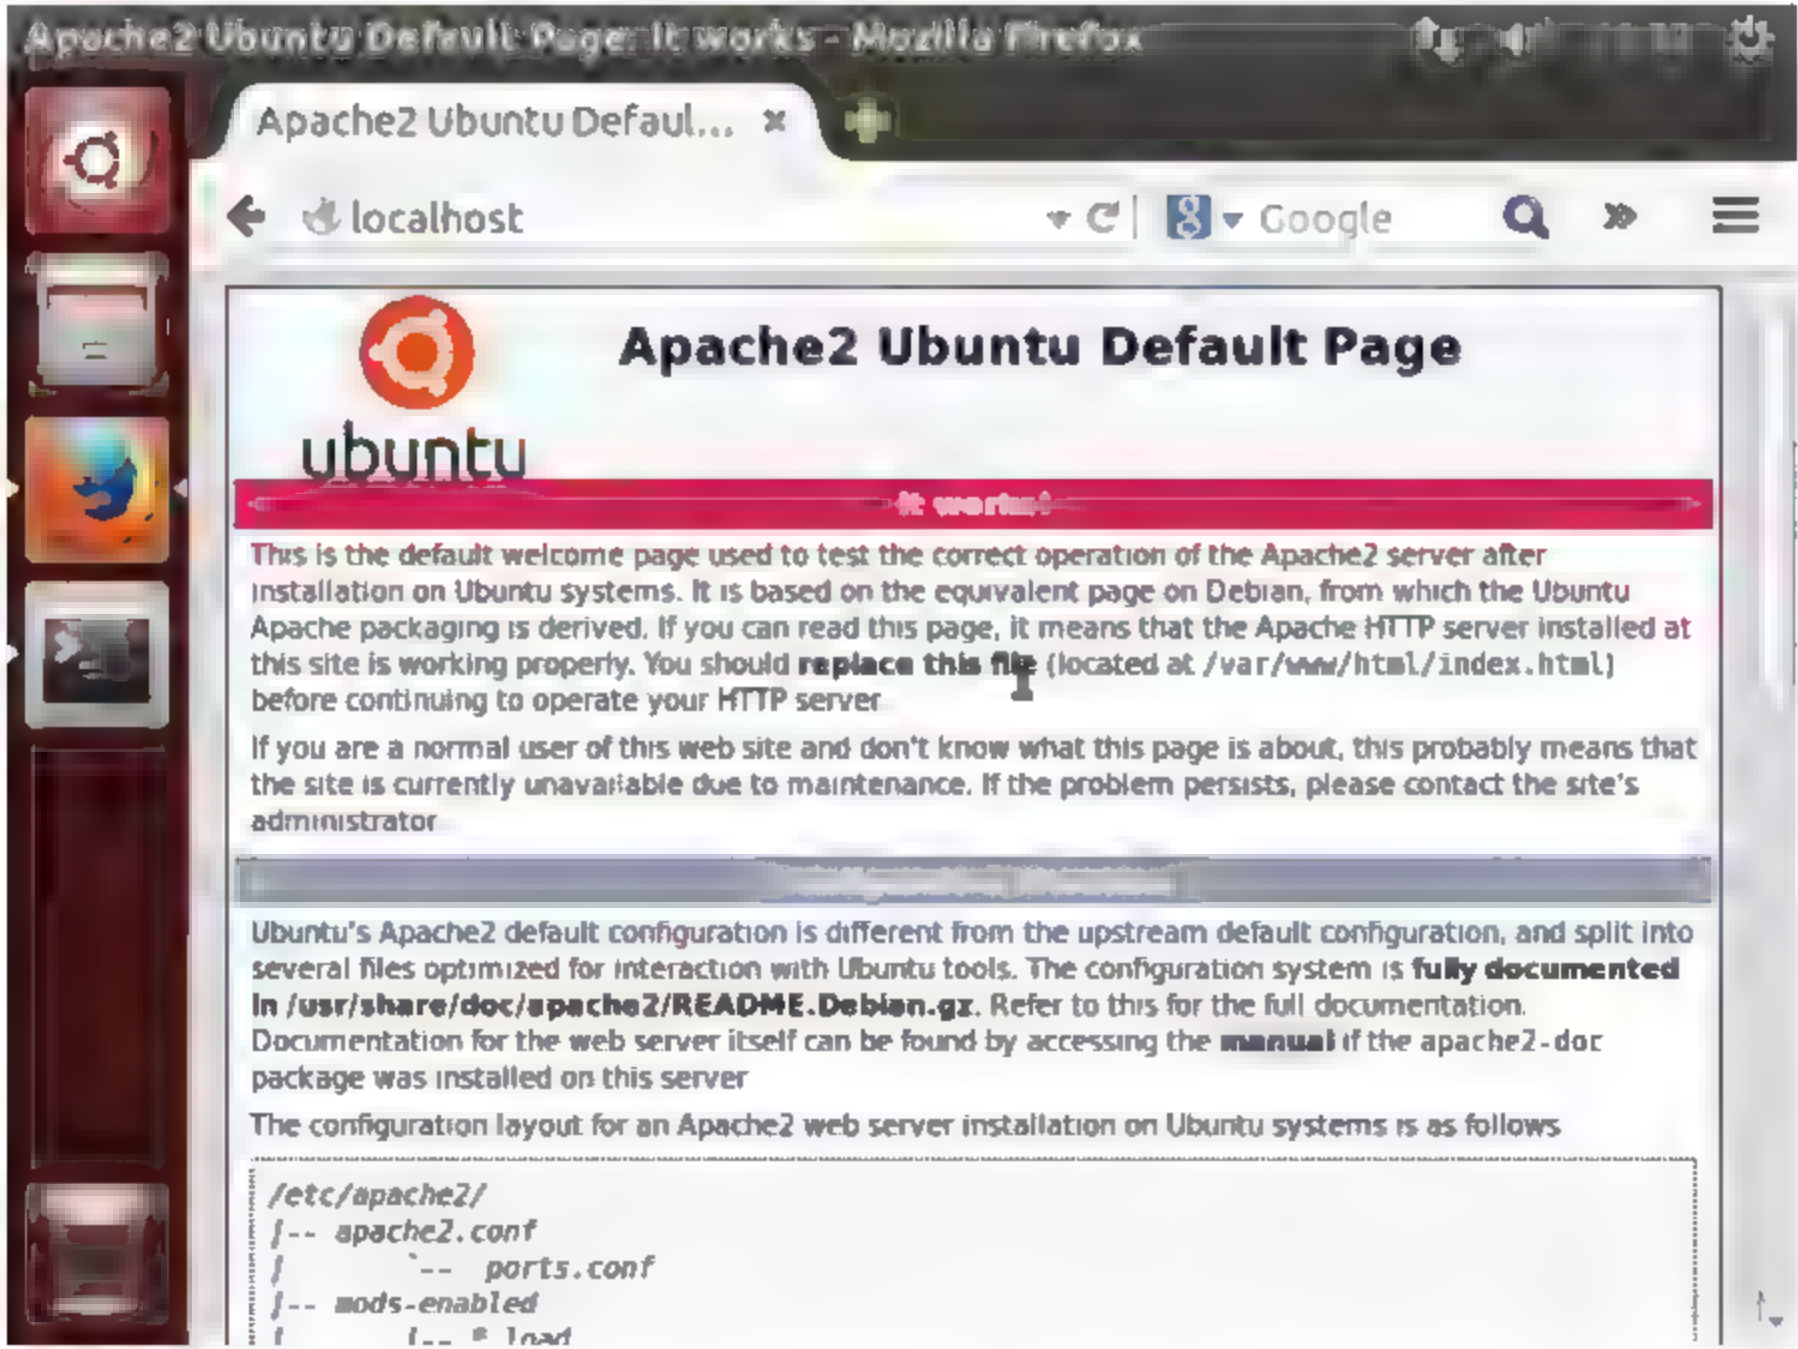 Apache2 Ubuntu Default Page: It works - Mozilla Firefox
Apache2 Ubuntu Defaul...
localhost
Google
Apache2 Ubuntu Default Page
ubuntu
It works!
This is the default welcome page used to test the correct operation of the Apache2 server after
installation on Ubuntu systems. It is based on the equivalent page on Debian, from which the Ubuntu
Apache packaging is derived. If you can read this page, it means that the Apache HTTP server installed at
this site is working properly. You should replace this file (located at /var/www/html/index.html)
before continuing to operate your HTTP server
If you are a normal user of this web site and don't know what this page is about, this probably means that
the site is currently unavailable due to maintenance. If the problem persists, please contact the site's
administrator
Ubuntu's Apache2 default configuration is different from the upstream default configuration, and split into
several files optimized for interaction with Ubuntu tools. The configuration system is fully documented
in /usr/share/doc/apache2/README.Debian.gz. Refer to this for the full documentation.
Documentation for the web server itself can be found by accessing the manual if the apache2-doc
package was installed on this server
The configuration layout for an Apache2 web server installation on Ubuntu systems is as follows
/etc/apache2/
|-- apache2.conf
|       `--  ports.conf
|-- mods-enabled
|       |-- *.load